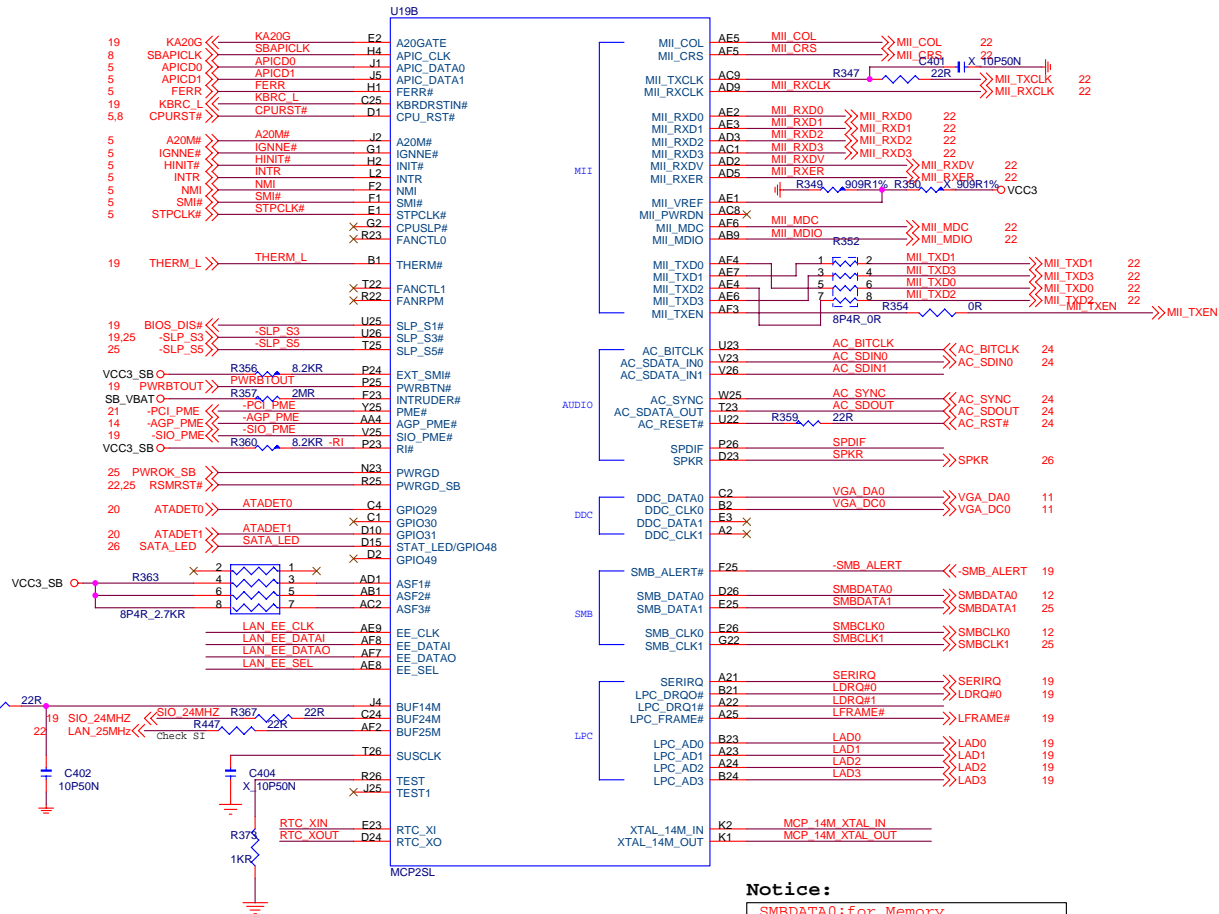 U19B
19 KA20G KA20G E2 A20GATE
8 SBAPICLK SBAPICLK H4 APIC_CLK
5 APICD0 APICD0 J1 APIC_DATA0
5 APICD1 APICD1 J5 APIC_DATA1
5 FERR FERR H1 FERR#
19 KBRC_L KBRC_L C25 KBRDRSTIN#
5,8 CPURST# CPURST# D1 CPU_RST#
5 A20M# A20M# J2 A20M#
5 IGNNE# IGNNE# G1 IGNNE#
5 HINIT# HINIT# H2 INIT#
5 INTR INTR L2 INTR
5 NMI NMI F2 NMI
5 SMI# SMI# F1 SMI#
5 STPCLK# STPCLK# E1 STPCLK#
G2 CPUSLP#
R23 FANCTL0
19 THERM_L THERM_L B1 THERM#
T22 FANCTL1
R22 FANRPM
19 BIOS_DIS# U25 SLP_S1#
19,25 -SLP_S3 -SLP_S3 U26 SLP_S3#
25 -SLP_S5 -SLP_S5 T25 SLP_S5#
VCC3_SB R356 8.2KR P24 EXT_SMI#
19 PWRBTOUT PWRBTOUT P25 PWRBTN#
SB_VBAT R357 2MR F23 INTRUDER#
21 -PCI_PME -PCI_PME Y25 PME#
14 -AGP_PME -AGP_PME AA4 AGP_PME#
19 -SIO_PME -SIO_PME V25 SIO_PME#
VCC3_SB R360 8.2KR -RI P23 RI#
25 PWROK_SB N23 PWRGD
22,25 RSMRST# R25 PWRGD_SB
20 ATADET0 ATADET0 C4 GPIO29
C1 GPIO30
20 ATADET1 ATADET1 D10 GPIO31
26 SATA_LED SATA_LED D15 STAT_LED/GPIO48
D2 GPIO49
2 1
VCC3_SB R363 4 3 AD1 ASF1#
6 5 AB1 ASF2#
8 7 AC2 ASF3#
8P4R_2.7KR
LAN_EE_CLK AE9 EE_CLK
LAN_EE_DATAI AF8 EE_DATAI
LAN_EE_DATAO AF7 EE_DATAO
LAN_EE_SEL AE8 EE_SEL
22R J4 BUF14M
19 SIO_24MHZ SIO_24MHZ R367 22R C24 BUF24M
22 LAN_25MHz R447 22R AF2 BUF25M
Check SI
T26 SUSCLK
C402 10P50N
C404 X_10P50N
R26 TEST
J25 TEST1
R373 1KR
RTC_XIN E23 RTC_XI
RTC_XOUT D24 RTC_XO
MCP2SL
MII
MII_COL AE5 MII_COL MII_COL 22
MII_CRS AF5 MII_CRS MII_CRS 22
C401 X_10P50N
MII_TXCLK AC9 R347 22R MII_TXCLK 22
MII_RXCLK AD9 MII_RXCLK MII_RXCLK 22
MII_RXD0 AE2 MII_RXD0 MII_RXD0 22
MII_RXD1 AE3 MII_RXD1 MII_RXD1 22
MII_RXD2 AD3 MII_RXD2 MII_RXD2 22
MII_RXD3 AC1 MII_RXD3 MII_RXD3 22
MII_RXDV AD2 MII_RXDV MII_RXDV 22
MII_RXER AD5 MII_RXER MII_RXER 22
R349 909R1% R350 X_909R1% VCC3
MII_VREF AE1
MII_PWRDN AC8
MII_MDC AF6 MII_MDC MII_MDC 22
MII_MDIO AB9 MII_MDIO MII_MDIO 22
R352
MII_TXD0 AF4 1 2 MII_TXD1 MII_TXD1 22
MII_TXD1 AE7 3 4 MII_TXD3 MII_TXD3 22
MII_TXD2 AE4 5 6 MII_TXD0 MII_TXD0 22
MII_TXD3 AE6 7 8 MII_TXD2 MII_TXD2 22
MII_TXEN AF3 8P4R_0R R354 0R MII_TXEN MII_TXEN
AUDIO
AC_BITCLK U23 AC_BITCLK AC_BITCLK 24
AC_SDATA_IN0 V23 AC_SDIN0 AC_SDIN0 24
AC_SDATA_IN1 V26 AC_SDIN1
AC_SYNC W25 AC_SYNC AC_SYNC 24
AC_SDATA_OUT T23 AC_SDOUT AC_SDOUT 24
AC_RESET# U22 R359 22R AC_RST# 24
SPDIF P26 SPDIF
SPKR D23 SPKR SPKR 26
DDC
DDC_DATA0 C2 VGA_DA0 VGA_DA0 11
DDC_CLK0 B2 VGA_DC0 VGA_DC0 11
DDC_DATA1 E3
DDC_CLK1 A2
SMB
SMB_ALERT# F25 -SMB_ALERT -SMB_ALERT 19
SMB_DATA0 D26 SMBDATA0 SMBDATA0 12
SMB_DATA1 E25 SMBDATA1 SMBDATA1 25
SMB_CLK0 E26 SMBCLK0 SMBCLK0 12
SMB_CLK1 G22 SMBCLK1 SMBCLK1 25
LPC
SERIRQ A21 SERIRQ SERIRQ 19
LPC_DRQO# B21 LDRQ#0 LDRQ#0 19
LPC_DRQ1# A22 LDRQ#1
LPC_FRAME# A25 LFRAME# LFRAME# 19
LPC_AD0 B23 LAD0 LAD0 19
LPC_AD1 A23 LAD1 LAD1 19
LPC_AD2 A24 LAD2 LAD2 19
LPC_AD3 B24 LAD3 LAD3 19
XTAL_14M_IN K2 MCP_14M_XTAL_IN
XTAL_14M_OUT K1 MCP_14M_XTAL_OUT
Notice:
SMBDATA0:for Memory